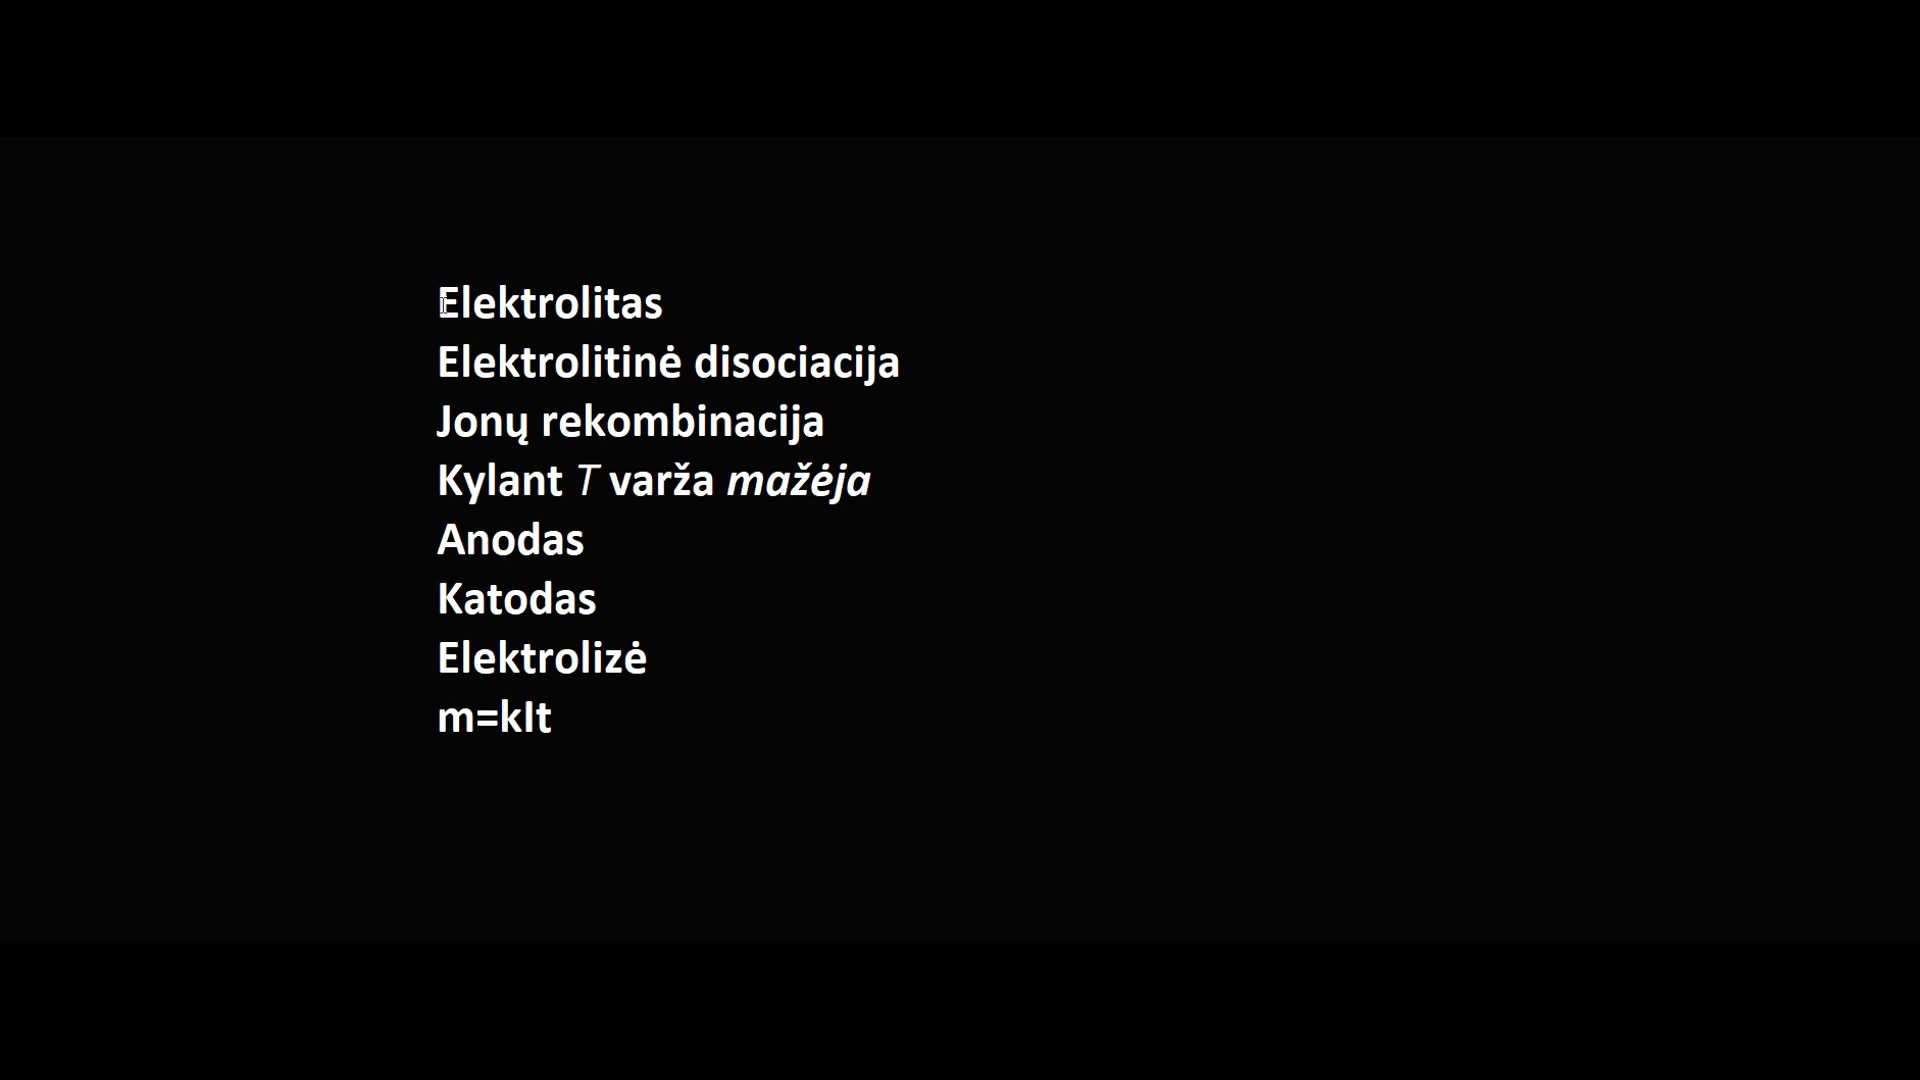 Elektrolitas
Elektrolitinė disociacija
Jonų rekombinacija
Kylant T varža mažėja
Anodas
Katodas
Elektrolizė
m=kIt